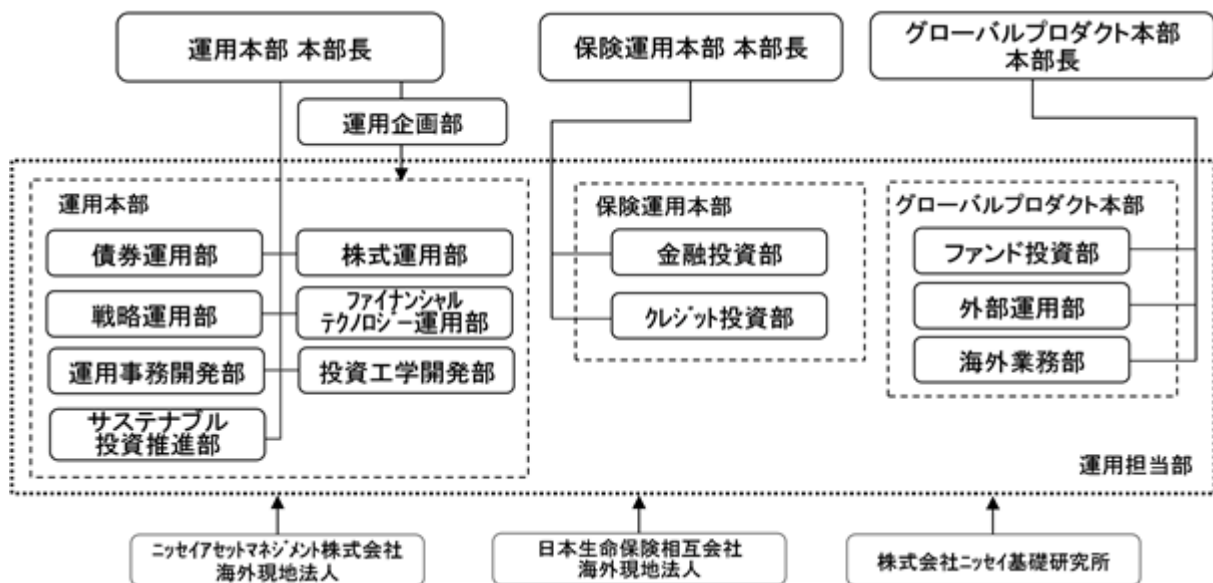 運用本部 本部長
保険運用本部 本部長
グローバルプロダクト本部
本部長
運用企画部
運用本部
債券運用部
株式運用部
戦略運用部
ファイナンシャル
テクノロジー運用部
運用事務開発部
投資工学開発部
サステナブル
投資推進部
保険運用本部
金融投資部
クレジット投資部
グローバルプロダクト本部
ファンド投資部
外部運用部
海外業務部
運用担当部
ニッセイアセットマネジメント株式会社
海外現地法人
日本生命保険相互会社
海外現地法人
株式会社ニッセイ基礎研究所